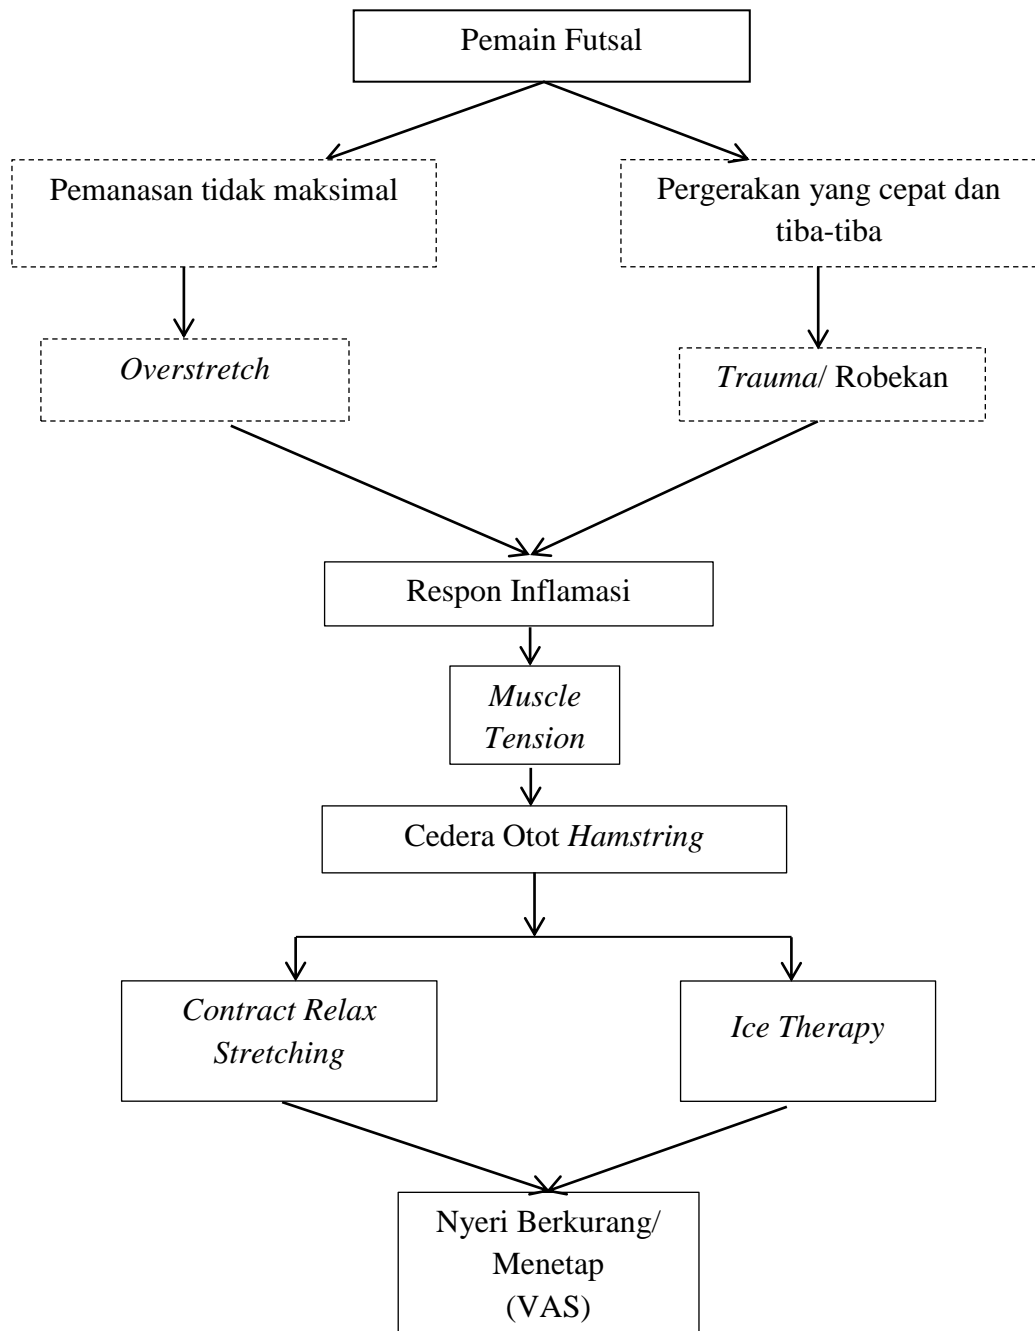 Pemain Futsal
Pemanasan tidak maksimal
Pergerakan yang cepat dan
tiba-tiba
Overstretch
Trauma/ Robekan
Respon Inflamasi
Muscle
Tension
Cedera Otot Hamstring
Contract Relax
Stretching
Ice Therapy
Nyeri Berkurang/
Menetap
(VAS)